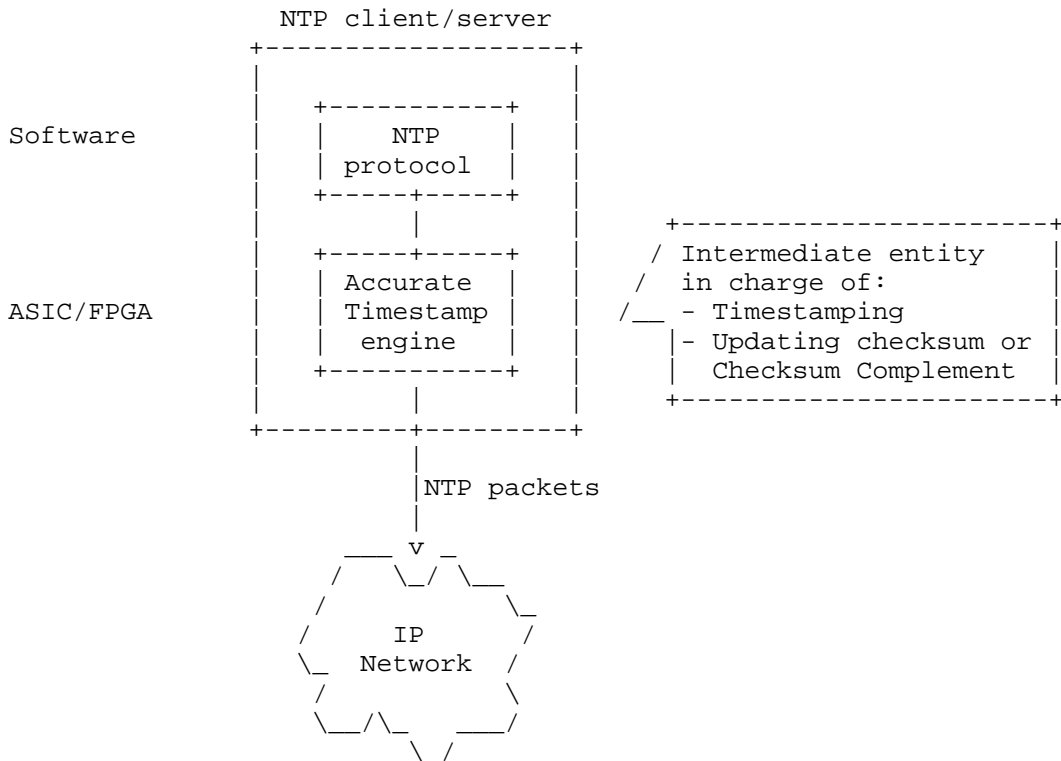 NTP client/server
Software
NTP
protocol
Intermediate entity
in charge of:
Accurate
ASIC/FPGA
Timestamp
- Timestamping
engine
- Updating checksum or
Checksum Complement
NTP packets
IP
Network